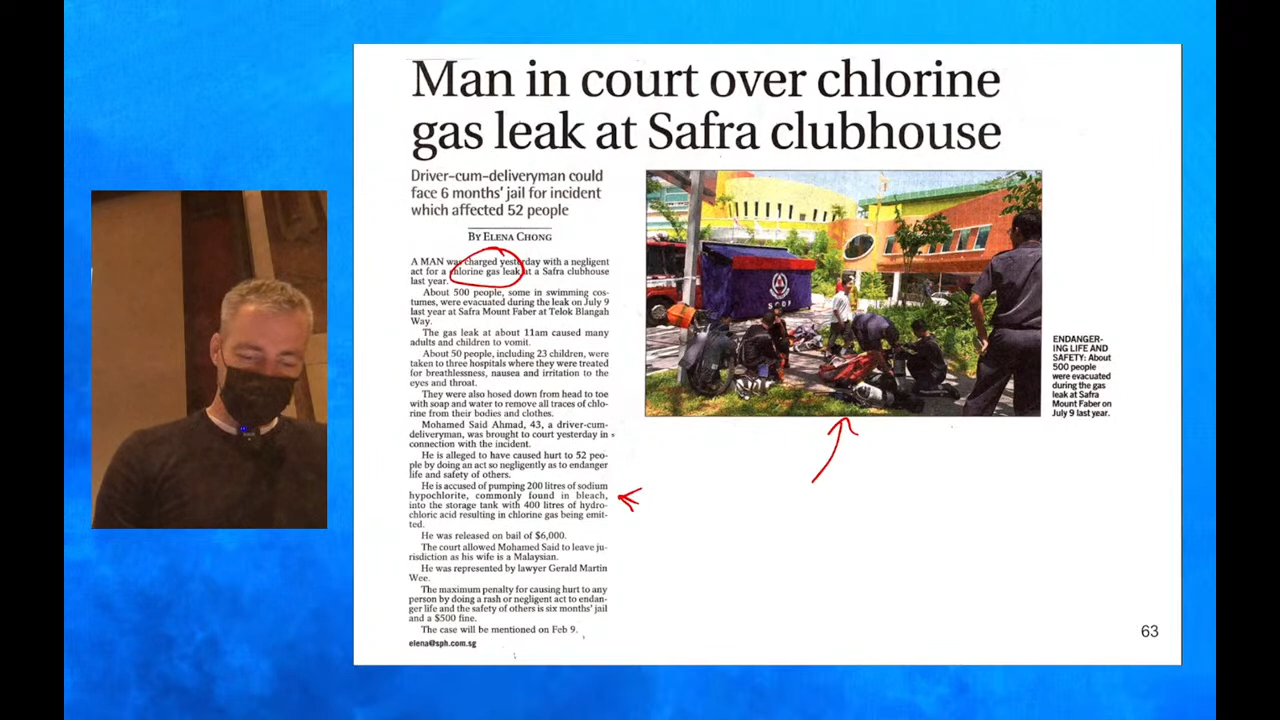 Man in court over chlorine
gas leak at Safra clubhouse
Driver-cum-deliveryman could
face 6 months' jail for incident
which affected 52 people
BY ELENA CHONG
A MAN was charged yesterday with a negligent
act for a chlorine gas leak at a Safra clubhouse
last year.
About 500 people, some in swimming cos-
tumes, were evacuated during the leak on July 9
last year at Safra Mount Faber at Telok Blangah
Way.
The gas leak at about 11am caused many
adults and children to vomit.
About 50 people, including 23 children, were
taken to three hospitals where they were treated
for breathlessness, nausea and irritation to the
eyes and throat.
They were also hosed down from head to toe
with soap and water to remove all traces of chlo-
rine from their bodies and clothes.
Mohamed Said Ahmad, 43, a driver-cum-
deliveryman, was brought to court yesterday in
connection with the incident.
He is alleged to have caused hurt to 52 peo-
ple by doing an act so negligently as to endanger
life and safety of others.
He is accused of pumping 200 litres of sodium
hypochlorite, commonly found in bleach,
into the storage tank with 400 litres of hydro-
chloric acid resulting in chlorine gas being emit-
ted.
He was released on bail of $6,000.
The court allowed Mohamed Said to leave ju-
risdiction as his wife is a Malaysian.
He was represented by lawyer Gerald Martin
Wee.
The maximum penalty for causing hurt to any
person by doing a rash or negligent act to endan-
ger life and the safety of others is six months' jail
and a $500 fine.
The case will be mentioned on Feb 9.
elena@sph.com.sg
SCDF
ENDANGER-
ING LIFE AND
SAFETY: About
500 people
were evacuated
during the gas
leak at Safra
Mount Faber on
July 9 last year.
63